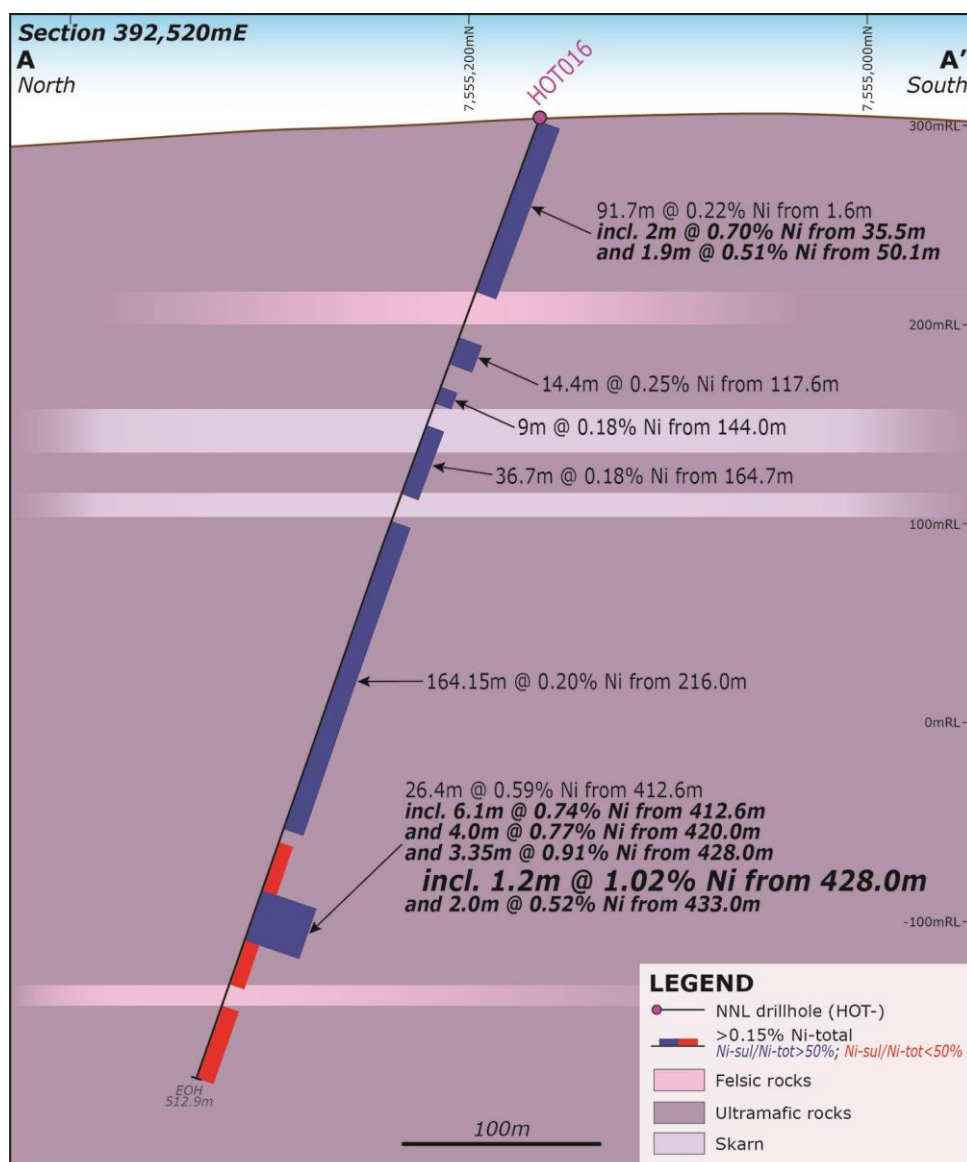 Section 392,520mE
A
North
7,555,200mN
HOT016
7,555,000mN
A'
South
300mRL
91.7m @ 0.22% Ni from 1.6m
incl. 2m @ 0.70% Ni from 35.5m
and 1.9m @ 0.51% Ni from 50.1m
200mRL
14.4m @ 0.25% Ni from 117.6m
9m @ 0.18% Ni from 144.0m
36.7m @ 0.18% Ni from 164.7m
100mRL
164.15m @ 0.20% Ni from 216.0m
0mRL
26.4m @ 0.59% Ni from 412.6m
incl. 6.1m @ 0.74% Ni from 412.6m
and 4.0m @ 0.77% Ni from 420.0m
and 3.35m @ 0.91% Ni from 428.0m
incl. 1.2m @ 1.02% Ni from 428.0m
and 2.0m @ 0.52% Ni from 433.0m
-100mRL
EOH
512.9m
100m
LEGEND
NNL drillhole (HOT-)
>0.15% Ni-total
Ni-sul/Ni-tot>50%; Ni-sul/Ni-tot<50%
Felsic rocks
Ultramafic rocks
Skarn